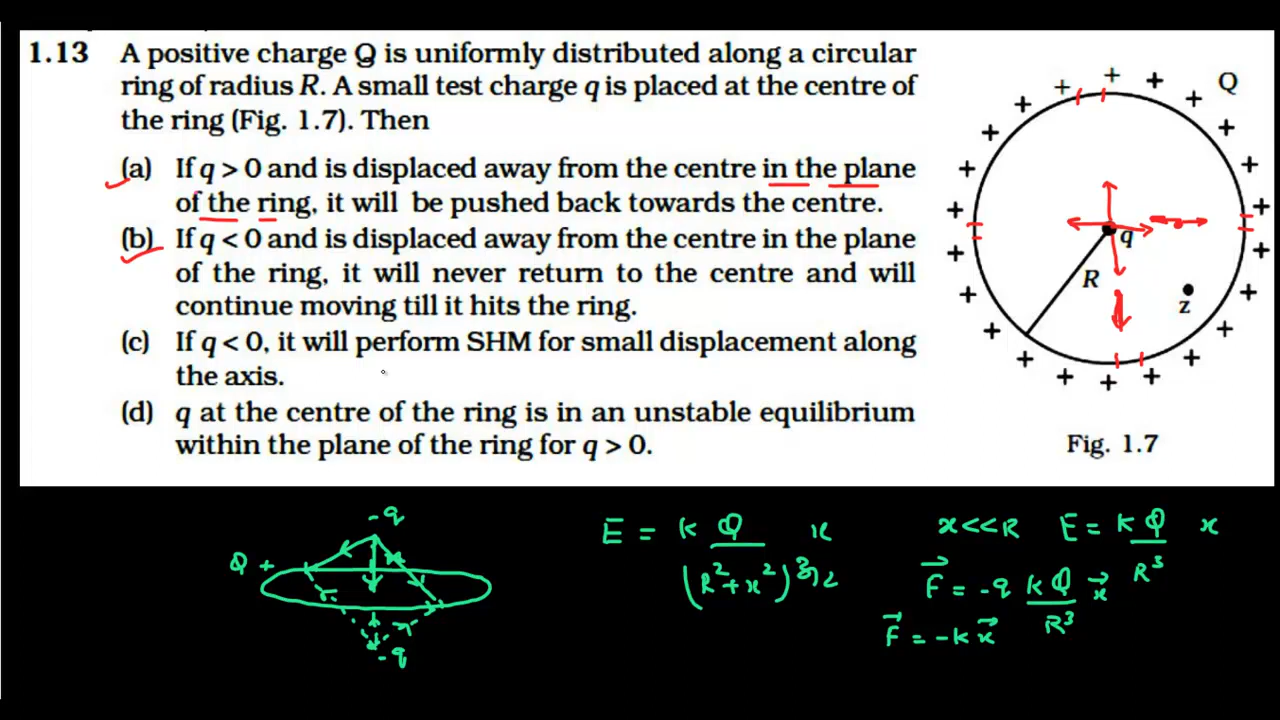 1.13 A positive charge Q is uniformly distributed along a circular
ring of radius R. A small test charge q is placed at the centre of
the ring (Fig. 1.7). Then
(a) If q > 0 and is displaced away from the centre in the plane
of the ring, it will be pushed back towards the centre.
(b) If q < 0 and is displaced away from the centre in the plane
of the ring, it will never return to the centre and will
continue moving till it hits the ring.
(c) If q < 0, it will perform SHM for small displacement along
the axis.
(d) q at the centre of the ring is in an unstable equilibrium
within the plane of the ring for q > 0.
Q
q
R
z
Fig. 1.7
-q
Q +
x
r
r
-q
E = k Q x
(R² + x²)^3/2
x << R E = k Q x
R³
F⃗ = -q k Q x⃗
R³
F⃗ = -k x⃗